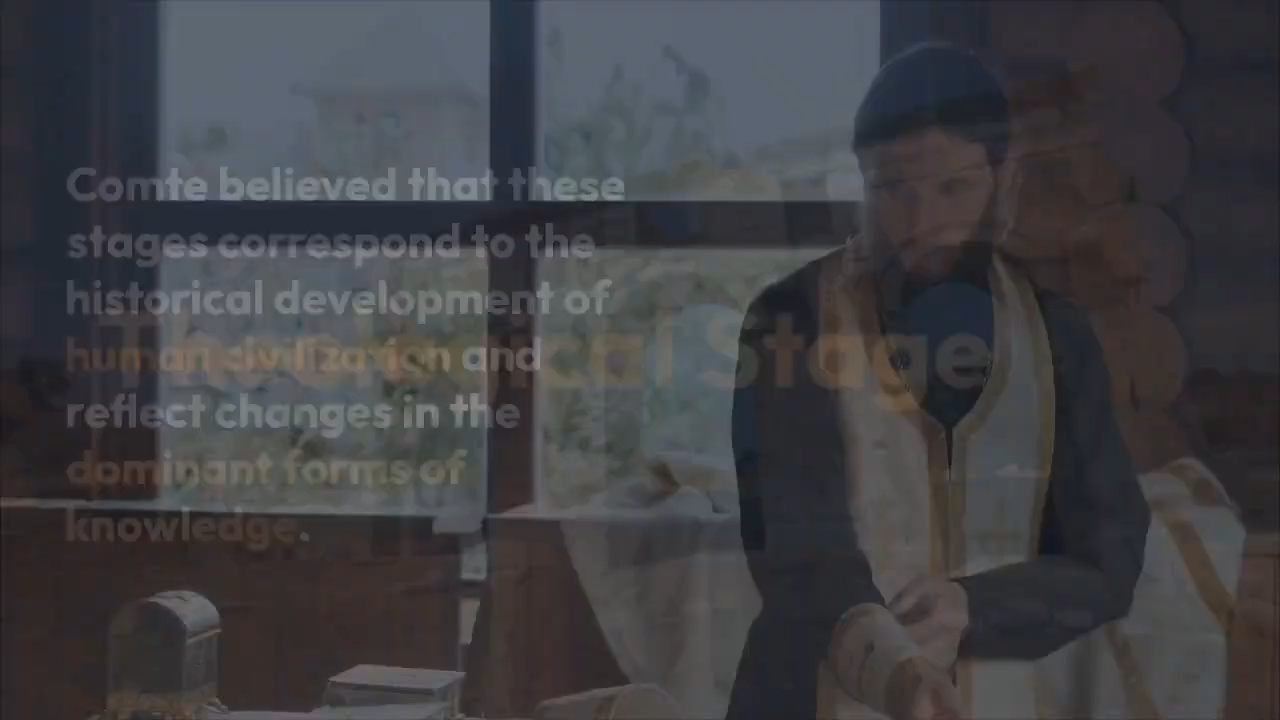 Comte believed that these
stages correspond to the
historical development of
human civilization and
reflect changes in the
dominant forms of
knowledge.
Stage